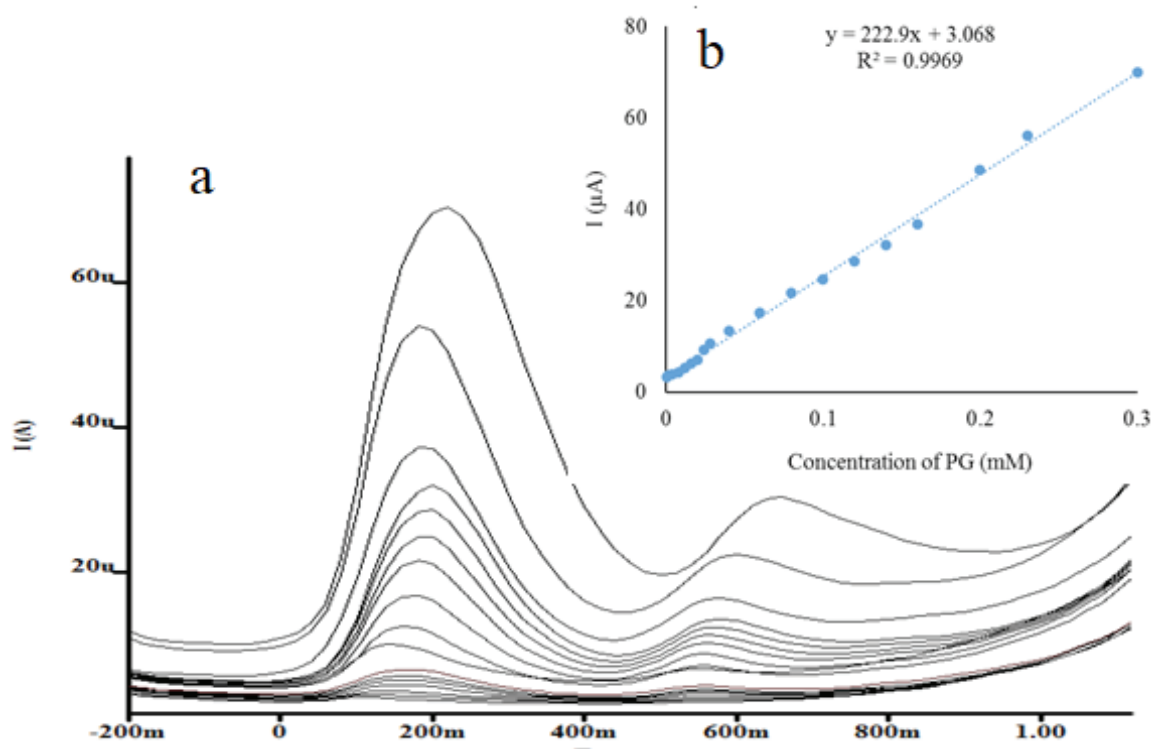 a
I (A)
60u
40u
20u
-200m 0 200m 400m 600m 800m 1.00
b
y = 222.9x + 3.068
R² = 0.9969
I (µA)
80
60
40
20
0
0 0.1 0.2 0.3
Concentration of PG (mM)